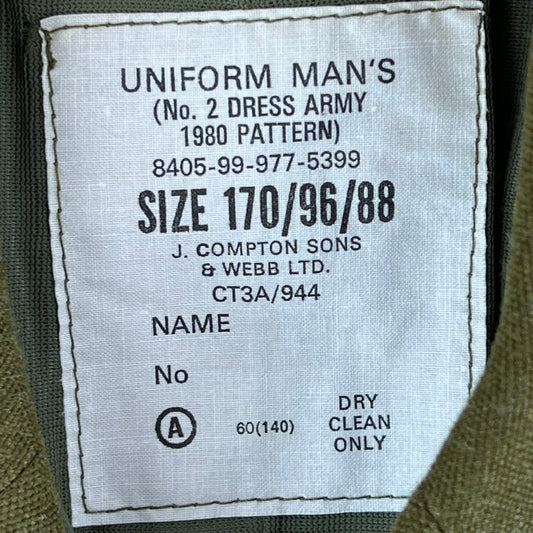 UNIFORM MAN'S
(No. 2 DRESS ARMY
1980 PATTERN)
8405-99-977-5399
SIZE 170/96/88
J. COMPTON SONS
& WEBB LTD.
CT3A/944
NAME
No
A 60(140) DRY
CLEAN
ONLY